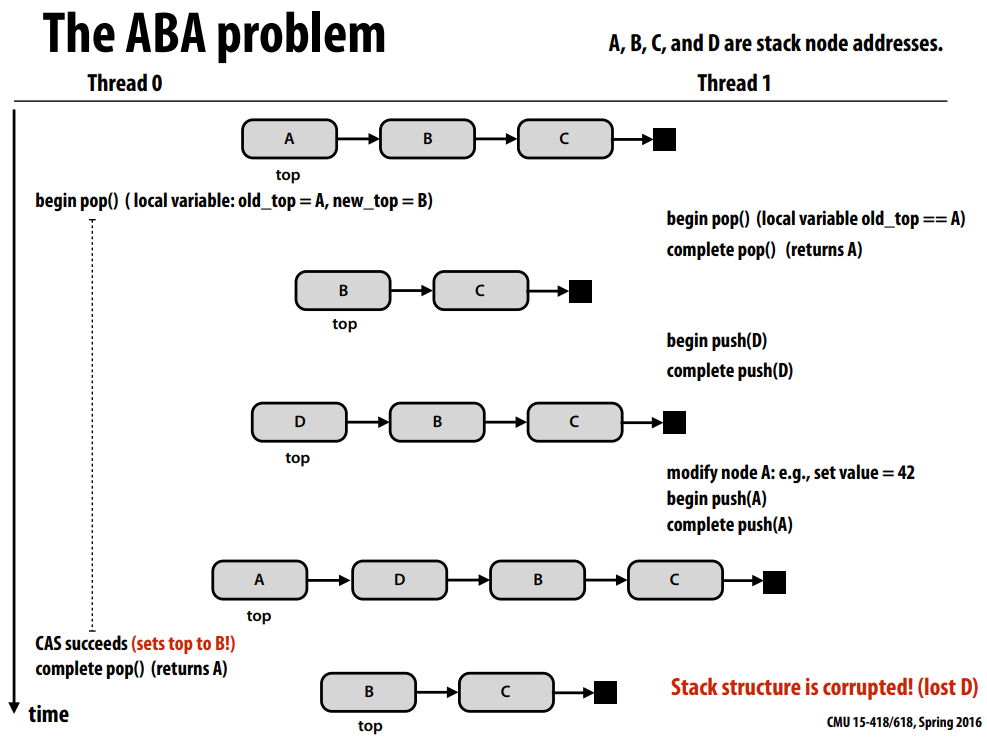 The ABA problem
A, B, C, and D are stack node addresses.
Thread 0
Thread 1
A
B
C
top
begin pop() ( local variable: old_top = A, new_top = B)
begin pop() (local variable old_top == A)
complete pop() (returns A)
B
C
top
begin push(D)
complete push(D)
D
B
C
top
modify node A: e.g., set value = 42
begin push(A)
complete push(A)
A
D
B
C
top
CAS succeeds (sets top to B!)
complete pop() (returns A)
B
C
top
Stack structure is corrupted! (lost D)
time
CMU 15-418/618, Spring 2016